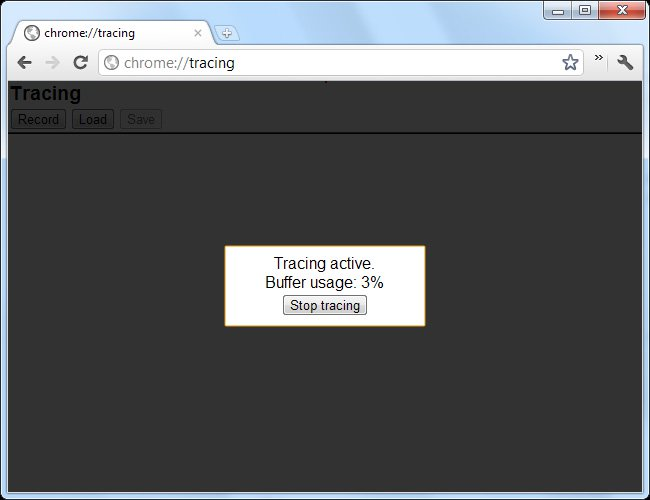 chrome://tracing
chrome://tracing
Tracing
Record Load Save
Tracing active.
Buffer usage: 3%
Stop tracing